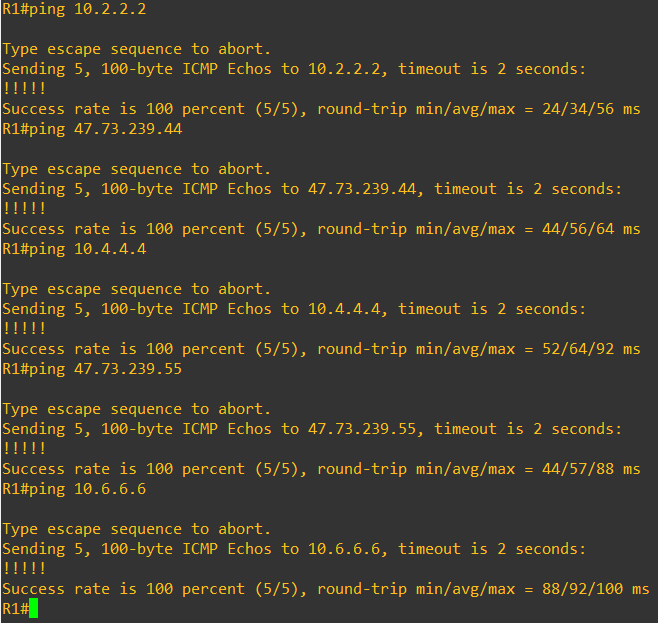 R1#ping 10.2.2.2
Type escape sequence to abort.
Sending 5, 100-byte ICMP Echos to 10.2.2.2, timeout is 2 seconds:
!!!!!
Success rate is 100 percent (5/5), round-trip min/avg/max = 24/34/56 ms
R1#ping 47.73.239.44
Type escape sequence to abort.
Sending 5, 100-byte ICMP Echos to 47.73.239.44, timeout is 2 seconds:
!!!!!
Success rate is 100 percent (5/5), round-trip min/avg/max = 44/56/64 ms
R1#ping 10.4.4.4
Type escape sequence to abort.
Sending 5, 100-byte ICMP Echos to 10.4.4.4, timeout is 2 seconds:
!!!!!
Success rate is 100 percent (5/5), round-trip min/avg/max = 52/64/92 ms
R1#ping 47.73.239.55
Type escape sequence to abort.
Sending 5, 100-byte ICMP Echos to 47.73.239.55, timeout is 2 seconds:
!!!!!
Success rate is 100 percent (5/5), round-trip min/avg/max = 44/57/88 ms
R1#ping 10.6.6.6
Type escape sequence to abort.
Sending 5, 100-byte ICMP Echos to 10.6.6.6, timeout is 2 seconds:
!!!!!
Success rate is 100 percent (5/5), round-trip min/avg/max = 88/92/100 ms
R1#